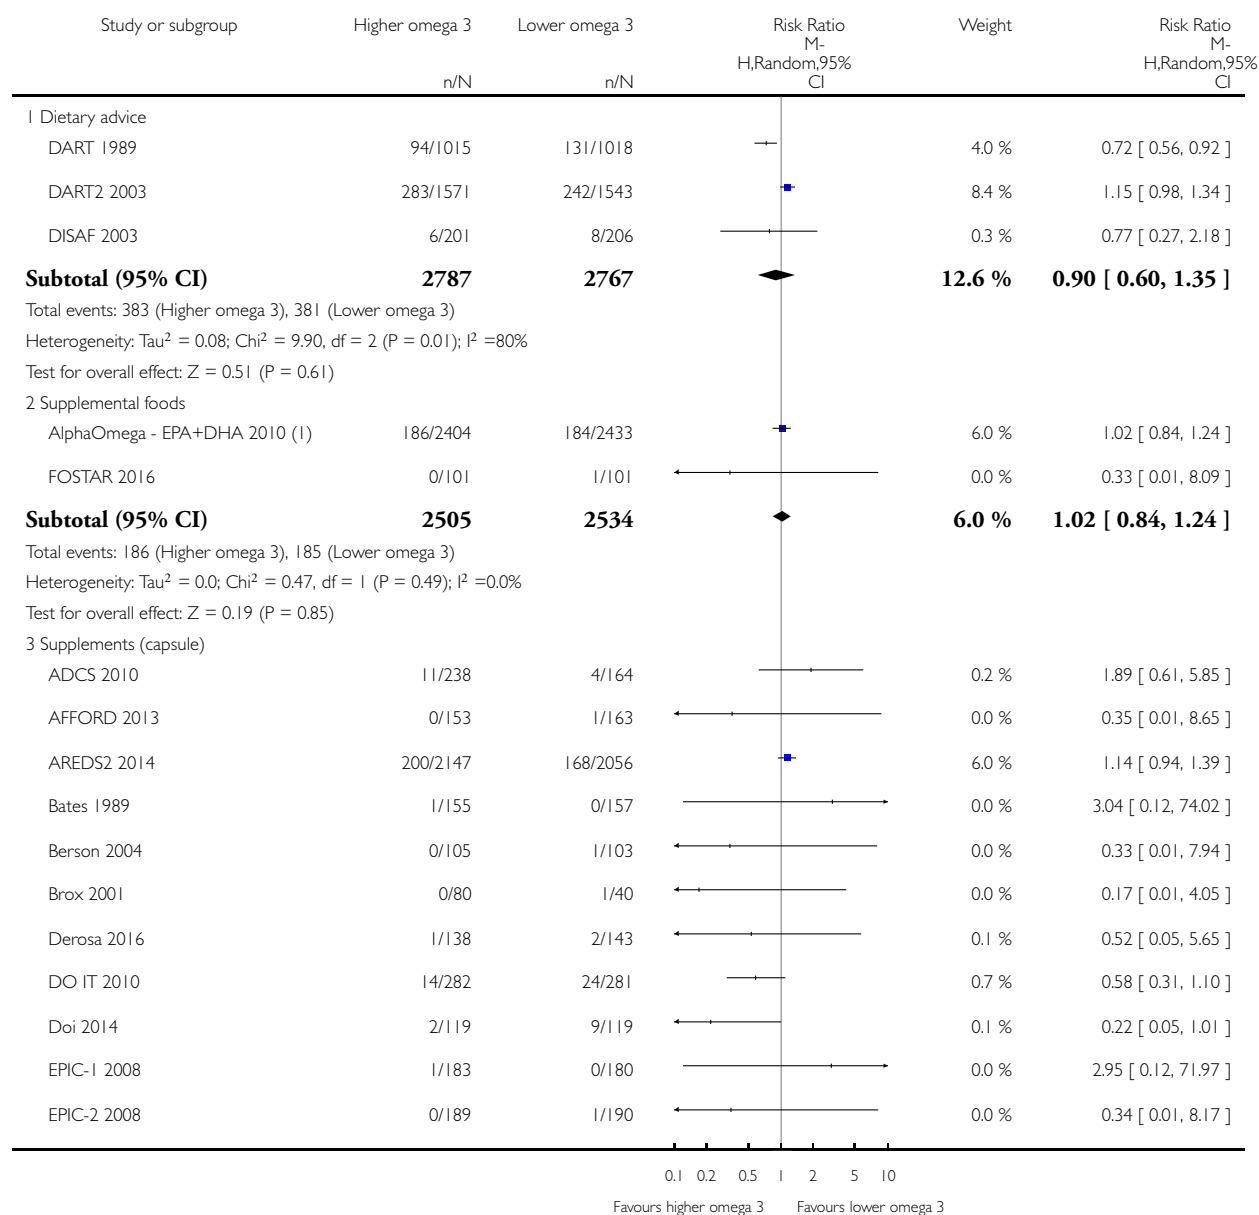 Study or subgroup Higher omega 3 Lower omega 3 Risk Ratio Weight Risk Ratio
M- M-
H,Random,95% H,Random,95%
n/N n/N CI CI
1 Dietary advice
DART 1989 94/1015 131/1018 4.0 % 0.72 [ 0.56, 0.92 ]
DART2 2003 283/1571 242/1543 8.4 % 1.15 [ 0.98, 1.34 ]
DISAF 2003 6/201 8/206 0.3 % 0.77 [ 0.27, 2.18 ]
Subtotal (95% CI) 2787 2767 12.6 % 0.90 [ 0.60, 1.35 ]
Total events: 383 (Higher omega 3), 381 (Lower omega 3)
Heterogeneity: Tau² = 0.08; Chi² = 9.90, df = 2 (P = 0.01); I² =80%
Test for overall effect: Z = 0.51 (P = 0.61)
2 Supplemental foods
AlphaOmega - EPA+DHA 2010 (1) 186/2404 184/2433 6.0 % 1.02 [ 0.84, 1.24 ]
FOSTAR 2016 0/101 1/101 0.0 % 0.33 [ 0.01, 8.09 ]
Subtotal (95% CI) 2505 2534 6.0 % 1.02 [ 0.84, 1.24 ]
Total events: 186 (Higher omega 3), 185 (Lower omega 3)
Heterogeneity: Tau² = 0.0; Chi² = 0.47, df = 1 (P = 0.49); I² =0.0%
Test for overall effect: Z = 0.19 (P = 0.85)
3 Supplements (capsule)
ADCS 2010 11/238 4/164 0.2 % 1.89 [ 0.61, 5.85 ]
AFFORD 2013 0/153 1/163 0.0 % 0.35 [ 0.01, 8.65 ]
AREDS2 2014 200/2147 168/2056 6.0 % 1.14 [ 0.94, 1.39 ]
Bates 1989 1/155 0/157 0.0 % 3.04 [ 0.12, 74.02 ]
Berson 2004 0/105 1/103 0.0 % 0.33 [ 0.01, 7.94 ]
Brox 2001 0/80 1/40 0.0 % 0.17 [ 0.01, 4.05 ]
Derosa 2016 1/138 2/143 0.1 % 0.52 [ 0.05, 5.65 ]
DO IT 2010 14/282 24/281 0.7 % 0.58 [ 0.31, 1.10 ]
Doi 2014 2/119 9/119 0.1 % 0.22 [ 0.05, 1.01 ]
EPIC-1 2008 1/183 0/180 0.0 % 2.95 [ 0.12, 71.97 ]
EPIC-2 2008 0/189 1/190 0.0 % 0.34 [ 0.01, 8.17 ]
0.1 0.2 0.5 1 2 5 10
Favours higher omega 3 Favours lower omega 3